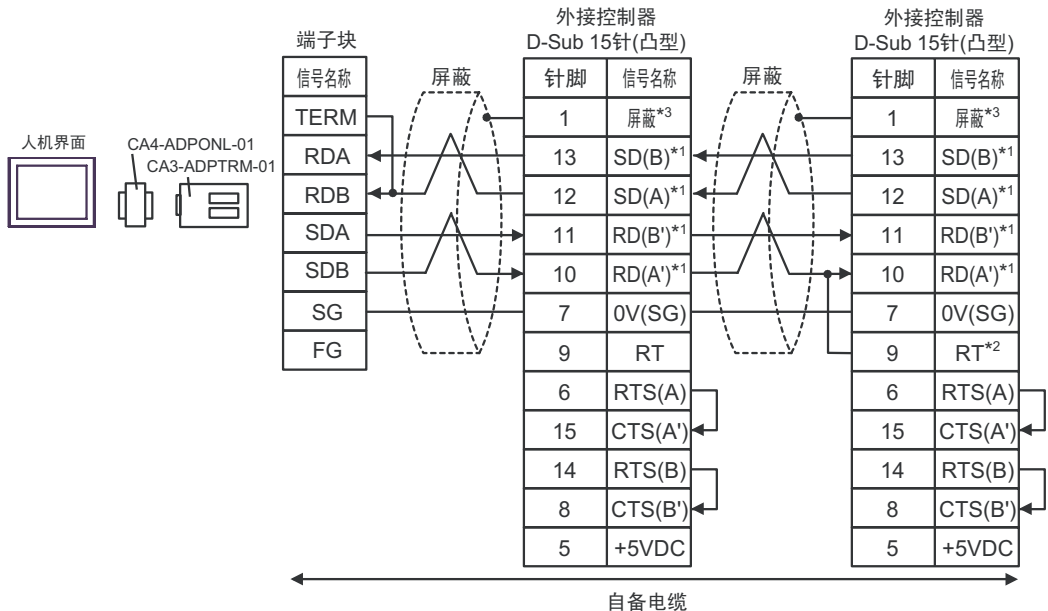 外接控制器
D-Sub 15针(凸型)
外接控制器
D-Sub 15针(凸型)
端子块
信号名称
TERM
RDA
RDB
SDA
SDB
SG
FG
屏蔽
屏蔽
人机界面
CA4-ADPONL-01
CA3-ADPTRM-01
针脚 信号名称
1 屏蔽*3
13 SD(B)*1
12 SD(A)*1
11 RD(B')*1
10 RD(A')*1
7 0V(SG)
9 RT
6 RTS(A)
15 CTS(A')
14 RTS(B)
8 CTS(B')
5 +5VDC
针脚 信号名称
1 屏蔽*3
13 SD(B)*1
12 SD(A)*1
11 RD(B')*1
10 RD(A')*1
7 0V(SG)
9 RT*2
6 RTS(A)
15 CTS(A')
14 RTS(B)
8 CTS(B')
5 +5VDC
自备电缆